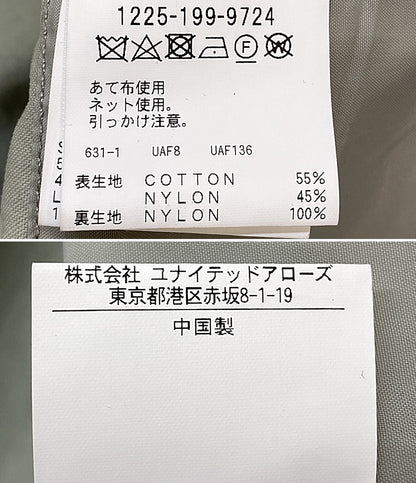 1225-199-9724
あて布使用
ネット使用。
引っかけ注意。
631-1 UAF8 UAF136
表生地 COTTON 55%
NYLON 45%
裏生地 NYLON 100%
株式会社 ユナイテッドアローズ
東京都港区赤坂8-1-19
中国製